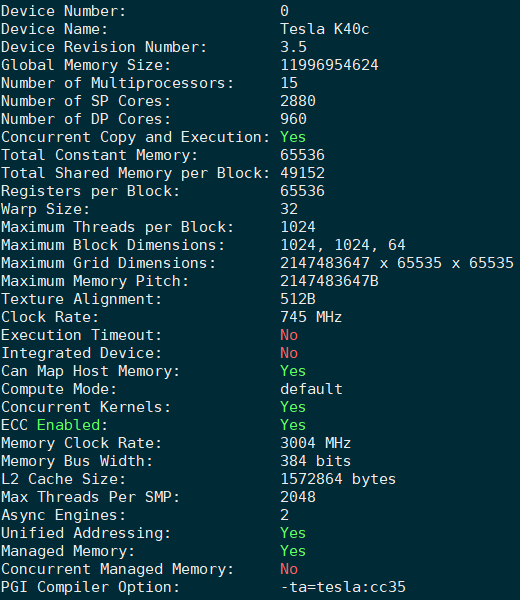 Device Number: 0
Device Name: Tesla K40c
Device Revision Number: 3.5
Global Memory Size: 11996954624
Number of Multiprocessors: 15
Number of SP Cores: 2880
Number of DP Cores: 960
Concurrent Copy and Execution: Yes
Total Constant Memory: 65536
Total Shared Memory per Block: 49152
Registers per Block: 65536
Warp Size: 32
Maximum Threads per Block: 1024
Maximum Block Dimensions: 1024, 1024, 64
Maximum Grid Dimensions: 2147483647 x 65535 x 65535
Maximum Memory Pitch: 2147483647B
Texture Alignment: 512B
Clock Rate: 745 MHz
Execution Timeout: No
Integrated Device: No
Can Map Host Memory: Yes
Compute Mode: default
Concurrent Kernels: Yes
ECC Enabled: Yes
Memory Clock Rate: 3004 MHz
Memory Bus Width: 384 bits
L2 Cache Size: 1572864 bytes
Max Threads Per SMP: 2048
Async Engines: 2
Unified Addressing: Yes
Managed Memory: Yes
Concurrent Managed Memory: No
PGI Compiler Option: -ta=tesla:cc35